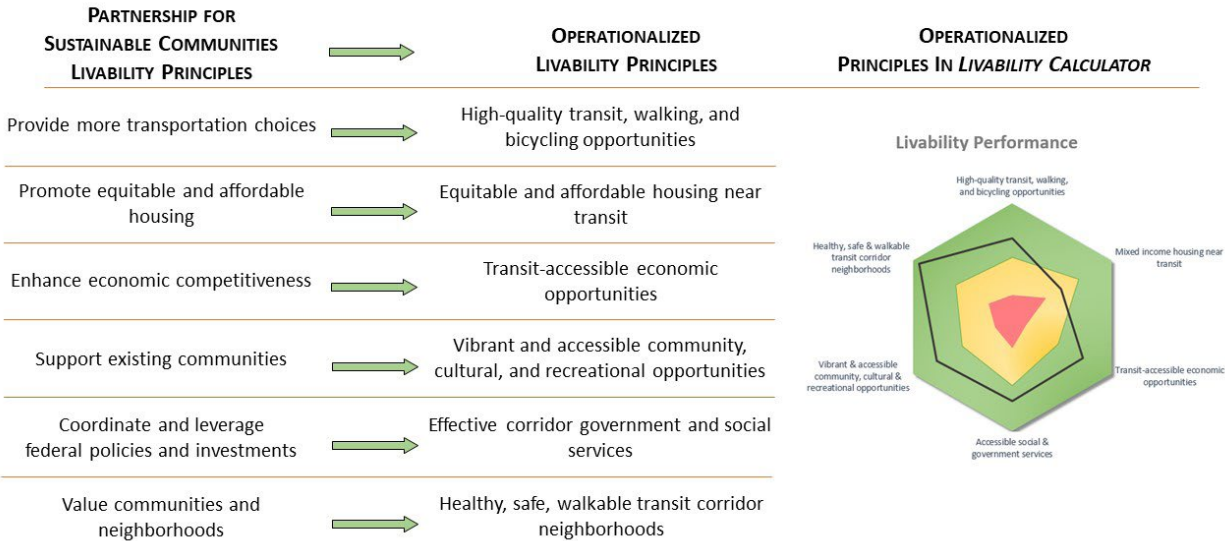 PARTNERSHIP FOR
SUSTAINABLE COMMUNITIES
LIVABILITY PRINCIPLES
OPERATIONALIZED
LIVABILITY PRINCIPLES
OPERATIONALIZED
PRINCIPLES IN LIVABILITY CALCULATOR
Provide more transportation choices
High-quality transit, walking, and
bicycling opportunities
Promote equitable and affordable
housing
Equitable and affordable housing near
transit
Enhance economic competitiveness
Transit-accessible economic
opportunities
Support existing communities
Vibrant and accessible community,
cultural, and recreational opportunities
Coordinate and leverage
federal policies and investments
Effective corridor government and social
services
Value communities and
neighborhoods
Healthy, safe, walkable transit corridor
neighborhoods
Livability Performance
High-quality transit, walking,
and bicycling opportunities
Healthy, safe & walkable
transit corridor
neighborhoods
Mixed income housing near
transit
Vibrant & accessible
community, cultural &
recreational opportunities
Transit-accessible economic
opportunities
Accessible social &
government services